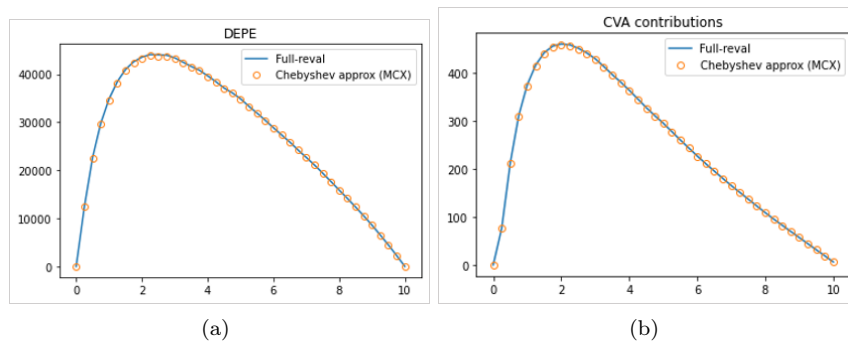 DEPE
Full-reval
Chebyshev approx (MCX)
40000
30000
20000
10000
0
0 2 4 6 8 10
(a)
CVA contributions
Full-reval
Chebyshev approx (MCX)
400
300
200
100
0
0 2 4 6 8 10
(b)